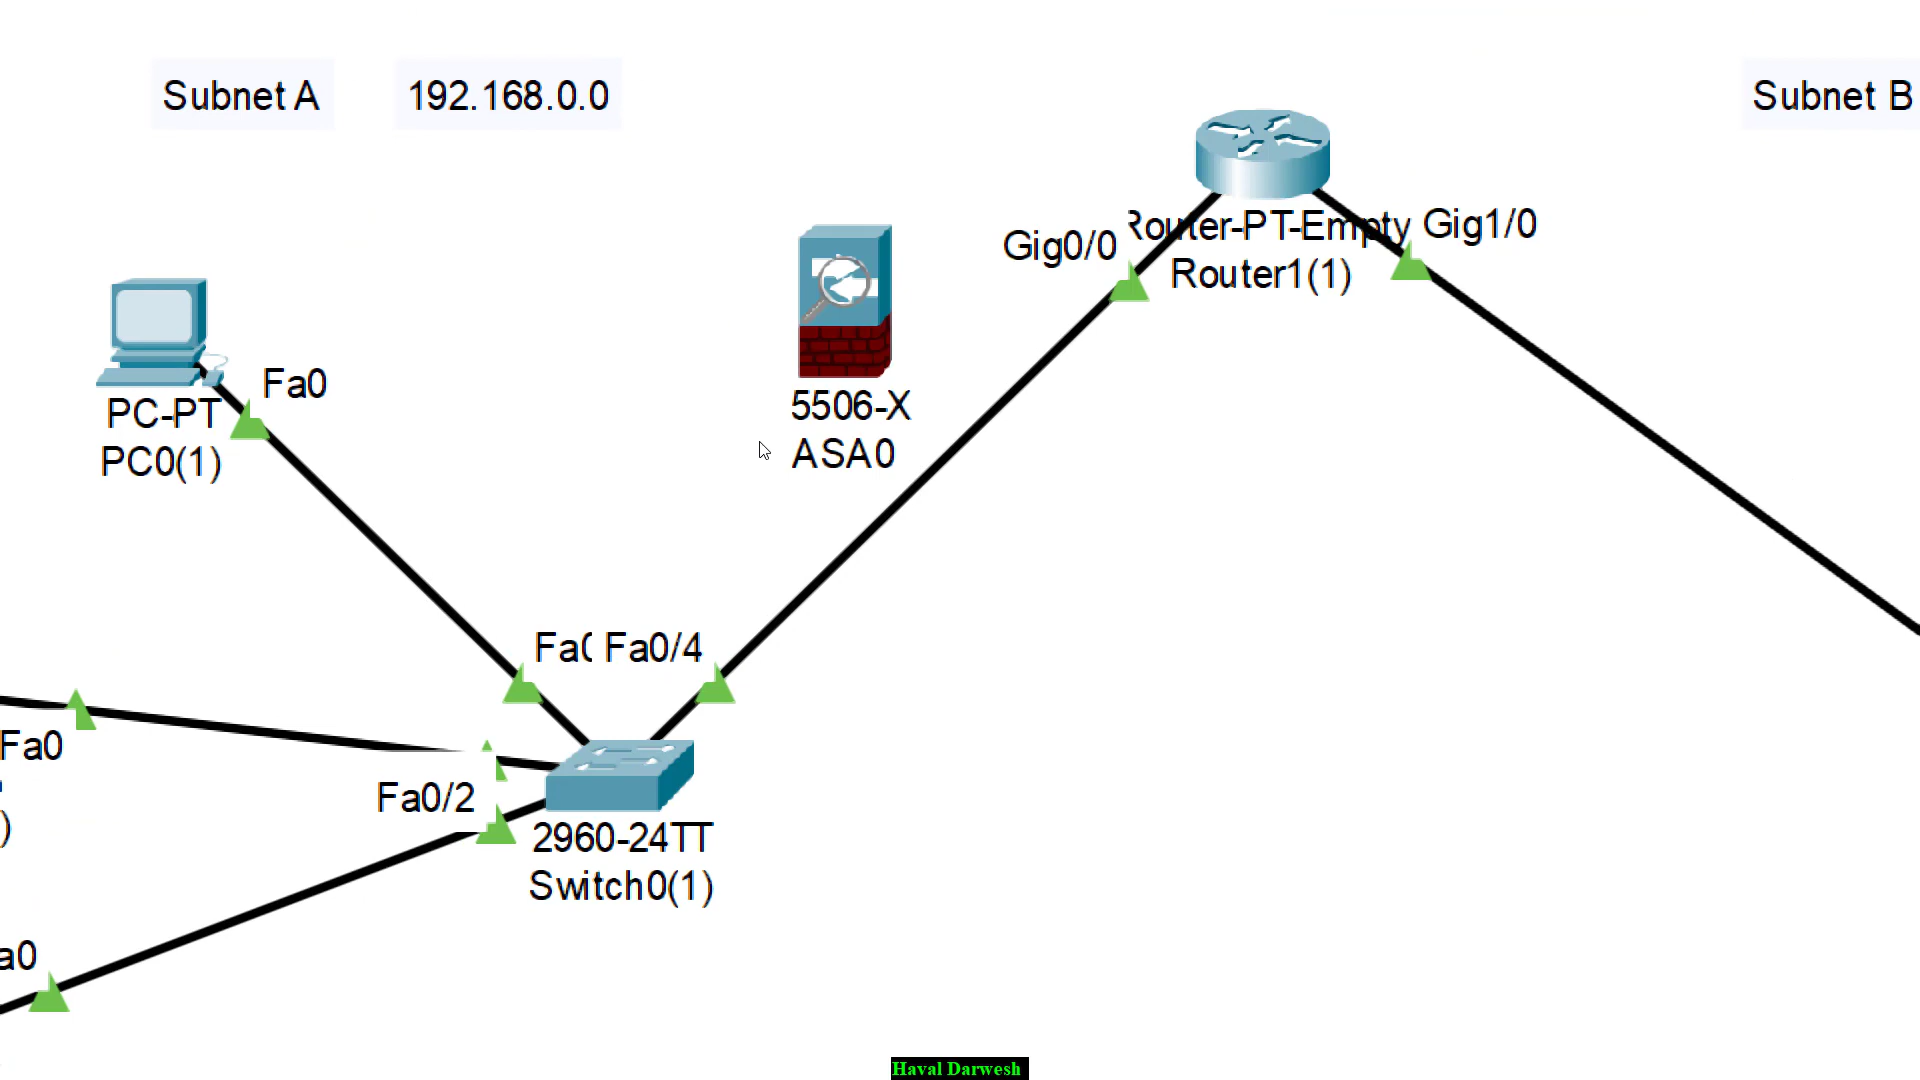 Subnet A
192.168.0.0
Subnet B
Router-PT-Empty
Router1(1)
Gig0/0
Gig1/0
5506-X
ASA0
Fa0
PC-PT
PC0(1)
Fa0/4
Fa0
Fa0/2
2960-24TT
Switch0(1)
Haval Darwesh